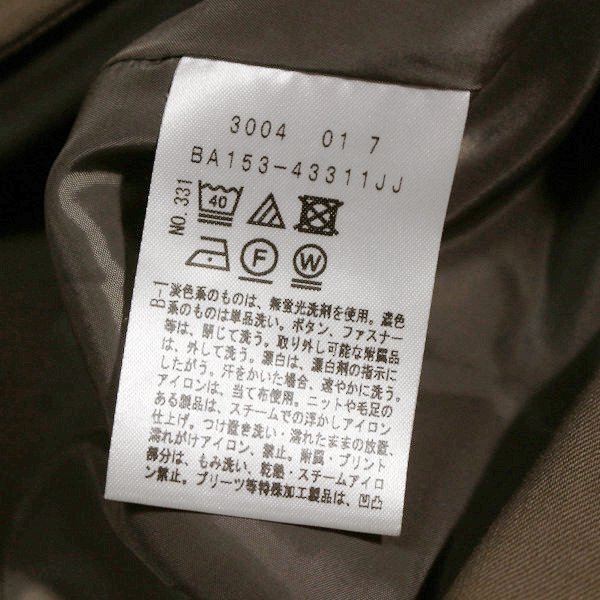 3004 01 7
BA153-43311JJ
NO.331
40
F W
B-1
淡色系のものは、無蛍光洗剤を使用。濃色
系のものは単品洗い。ボタン、ファスナー
等は、閉じて洗う。取り外し可能な附属品
は、外して洗う。漂白は、漂白剤の指示に
したがう。汗をかいた場合、速やかに洗う。
アイロンは、当て布使用。ニットや毛足の
ある製品は、スチームでの浮かしアイロン
仕上げ。つけ置き洗い・濡れたままの放置、
濡れがけアイロン、禁止。附属・プリント
部分は、もみ洗い、乾燥・スチームアイロ
ン禁止。プリーツ等特殊加工製品は、凹凸